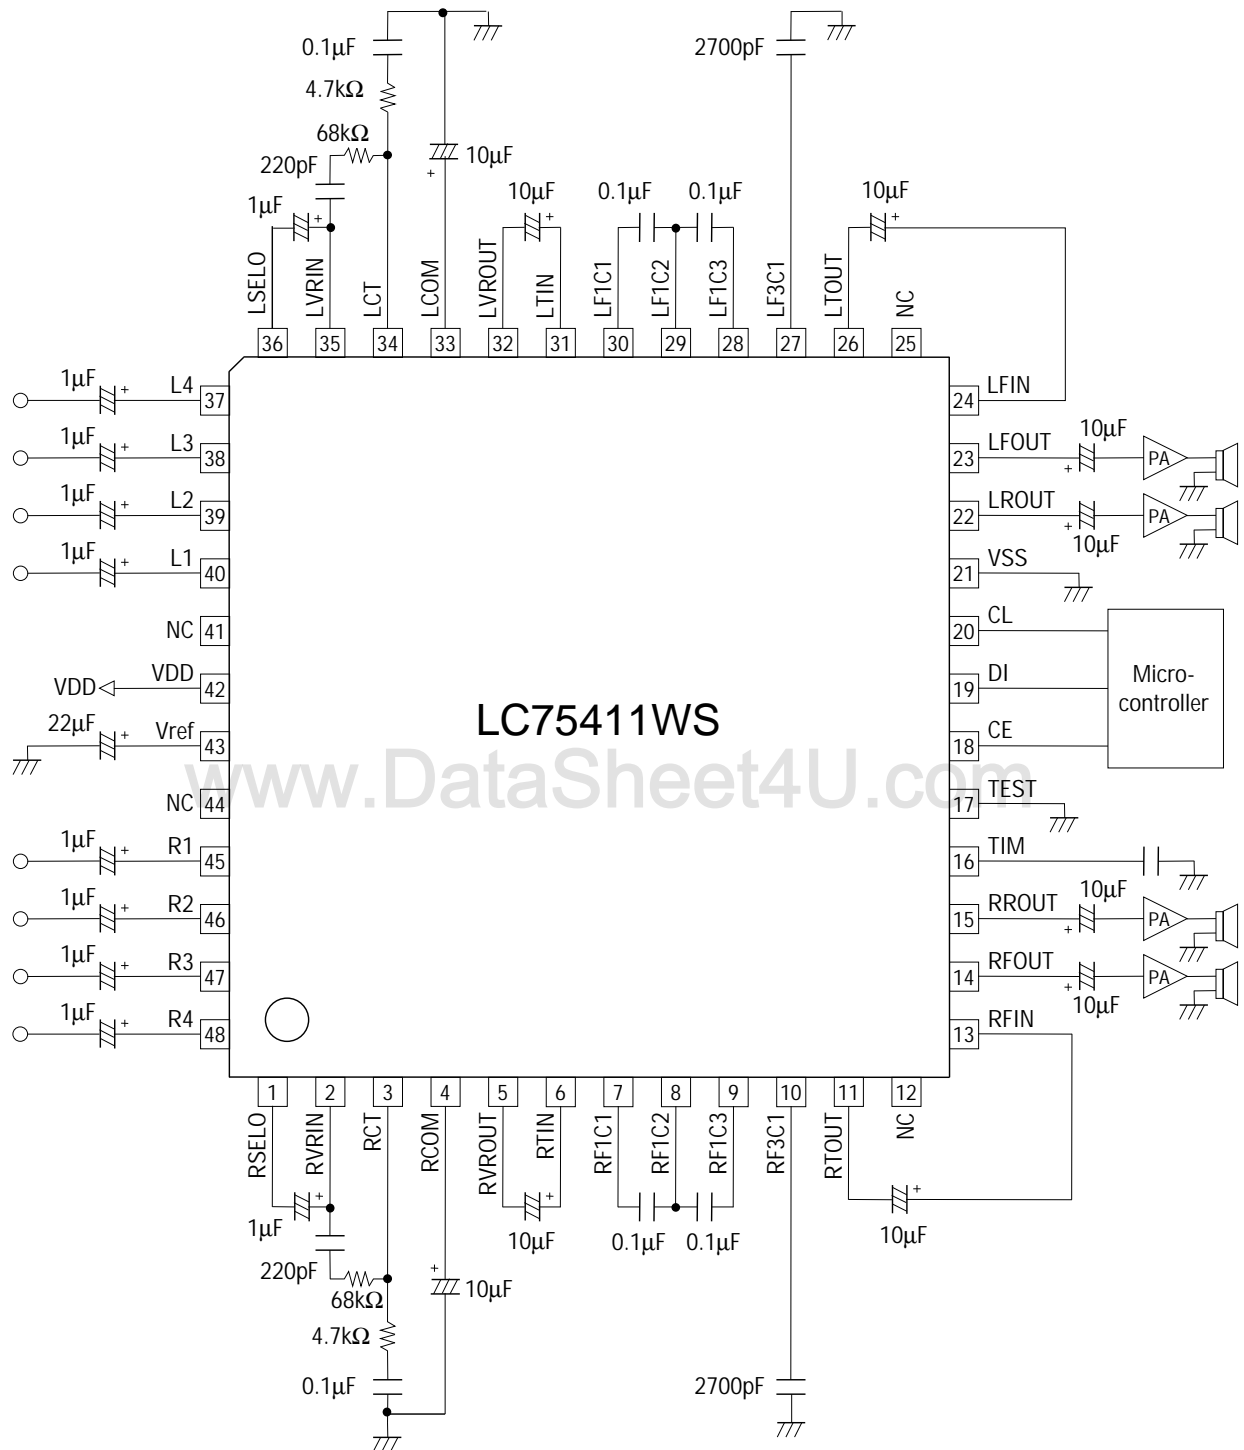 0.1µF
2700pF
4.7kΩ
68kΩ
220pF
10µF
1µF
10µF
0.1µF
0.1µF
10µF
LSELO
LVRIN
LCT
LCOM
LVROUT
LTIN
LF1C1
LF1C2
LF1C3
LF3C1
LTOUT
NC
36
35
34
33
32
31
30
29
28
27
26
25
1µF
L4
37
1µF
L3
38
1µF
L2
39
1µF
L1
40
NC
41
VDD
VDD
42
22µF
Vref
43
NC
44
1µF
R1
45
1µF
R2
46
1µF
R3
47
1µF
R4
48
LC75411WS
www.DataSheet4U.com
24
LFIN
23
LFOUT
10µF
PA
22
LROUT
10µF
PA
21
VSS
20
CL
19
DI
18
CE
Micro-
controller
17
TEST
16
TIM
15
RROUT
10µF
PA
14
RFOUT
10µF
PA
13
RFIN
1
2
3
4
5
6
7
8
9
10
11
12
RSELO
RVRIN
RCT
RCOM
RVROUT
RTIN
RF1C1
RF1C2
RF1C3
RF3C1
RTOUT
NC
1µF
10µF
0.1µF
0.1µF
10µF
220pF
68kΩ
10µF
4.7kΩ
0.1µF
2700pF